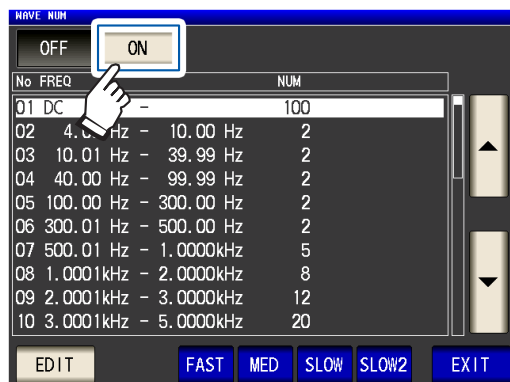 WAVE NUM
OFF ON
No FREQ NUM
01 DC - 100
02 4. Hz - 10.00 Hz 2
03 10.01 Hz - 39.99 Hz 2
04 40.00 Hz - 99.99 Hz 2
05 100.00 Hz - 300.00 Hz 2
06 300.01 Hz - 500.00 Hz 2
07 500.01 Hz - 1.0000kHz 5
08 1.0001kHz - 2.0000kHz 8
09 2.0001kHz - 3.0000kHz 12
10 3.0001kHz - 5.0000kHz 20
EDIT FAST MED SLOW SLOW2 EXIT